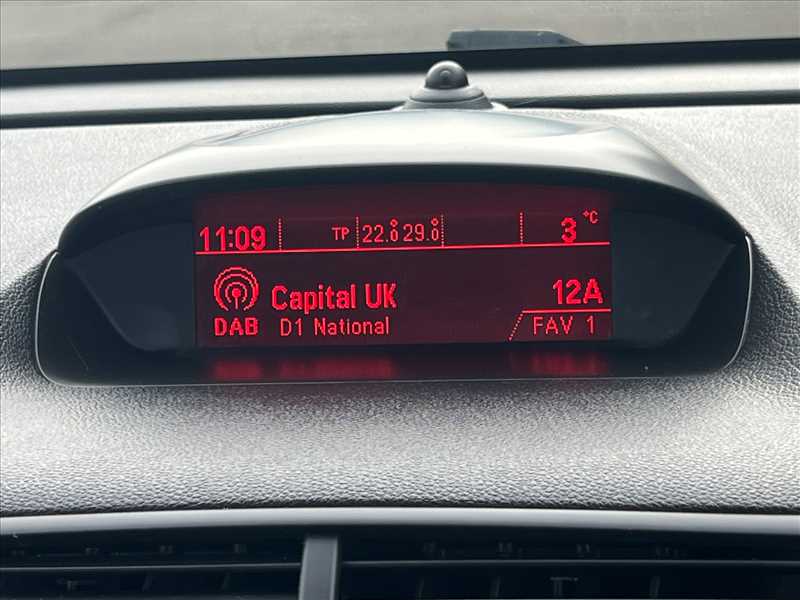 11:09 TP 22.0 29.0 3 °C
Capital UK 12A
DAB D1 National FAV 1